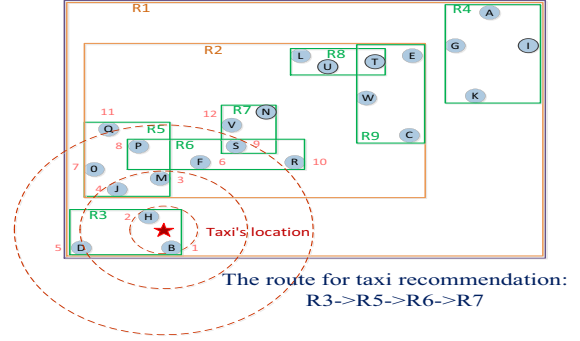 R1
R4
A
R2
G
I
L
R8
U
T
E
W
R7
N
12
V
R9
C
11
Q
R5
8
P
R6
S
9
7
0
F
6
R
10
4
J
M
3
R3
2
H
Taxi's location
5
D
B
1
K
The route for taxi recommendation:
R3->R5->R6->R7